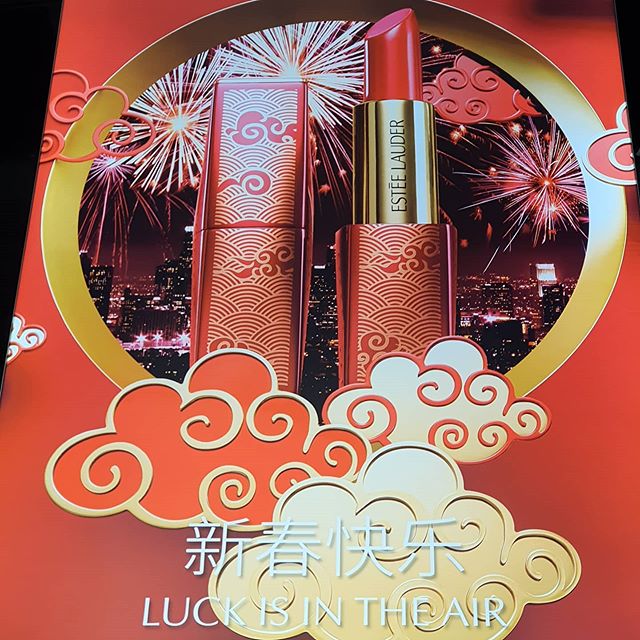 ESTĒE LAUDER
新春快乐
LUCK IS IN THE AIR